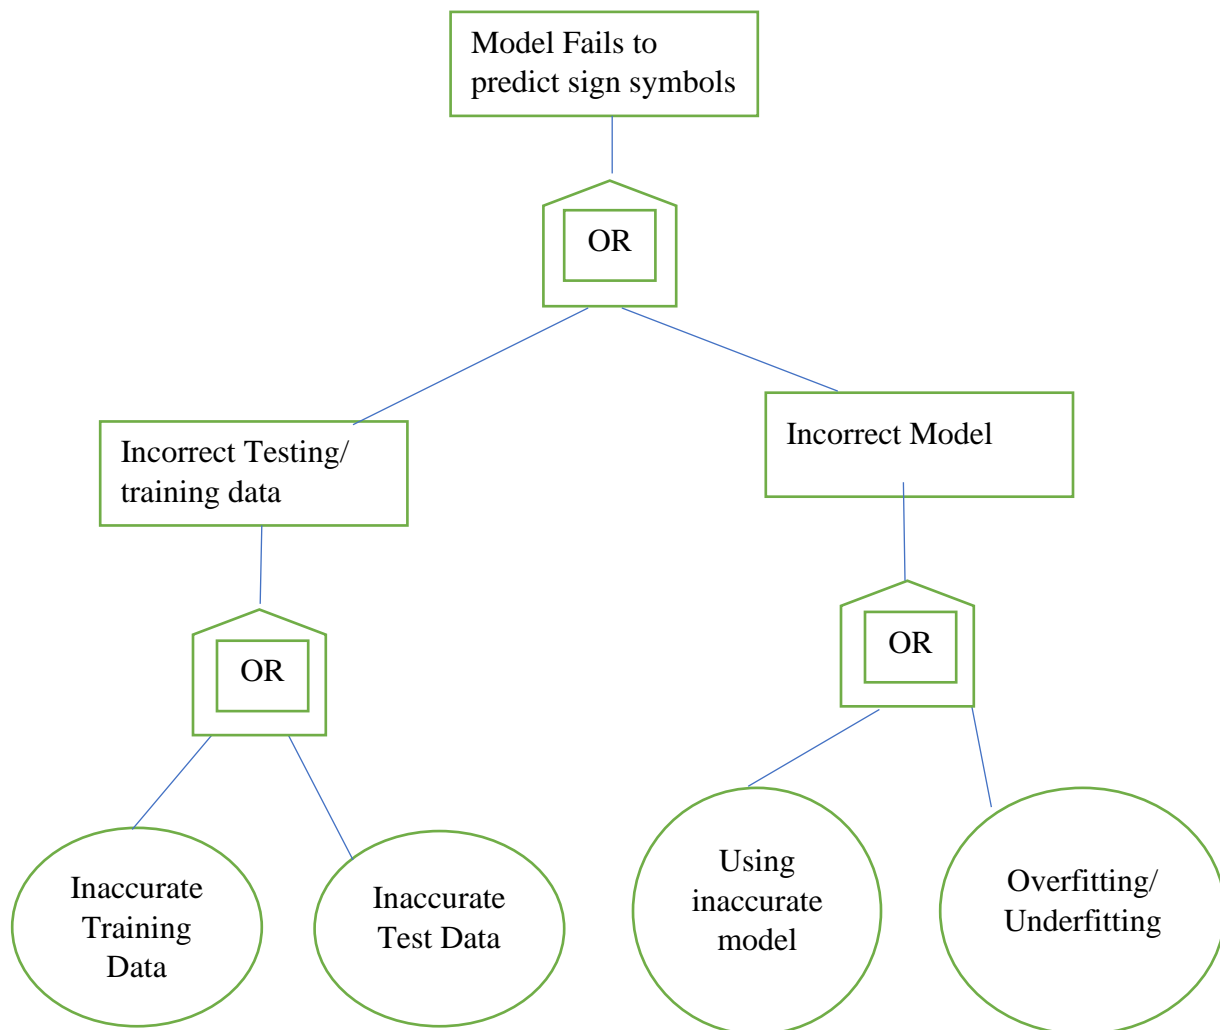 Model Fails to
predict sign symbols
OR
Incorrect Testing/
training data
Incorrect Model
OR
OR
Inaccurate
Training
Data
Inaccurate
Test Data
Using
inaccurate
model
Overfitting/
Underfitting